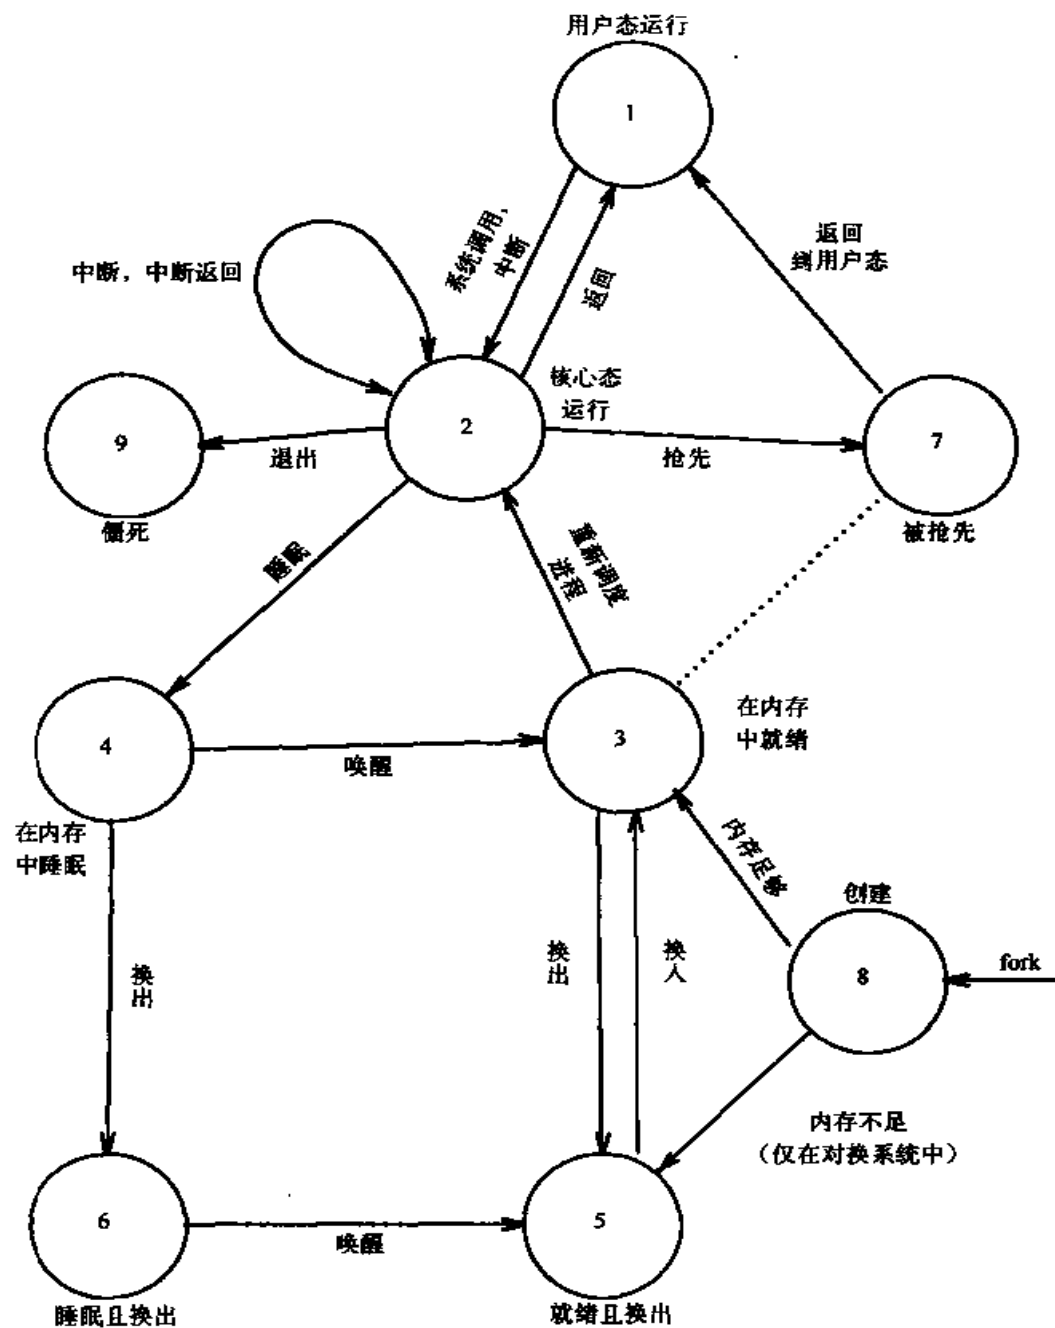 用户态运行
1
系统调用,
中断
返回
返回
到用户态
中断，中断返回
核心态
运行
2
9
7
退出
抢先
僵死
被抢先
睡眠
重新调度
进程
4
3
在内存
中就绪
唤醒
在内存
中睡眠
内存足够
创建
8
fork
换
出
换
出
换
入
内存不足
（仅在对换系统中）
6
5
唤醒
睡眠且换出
就绪且换出